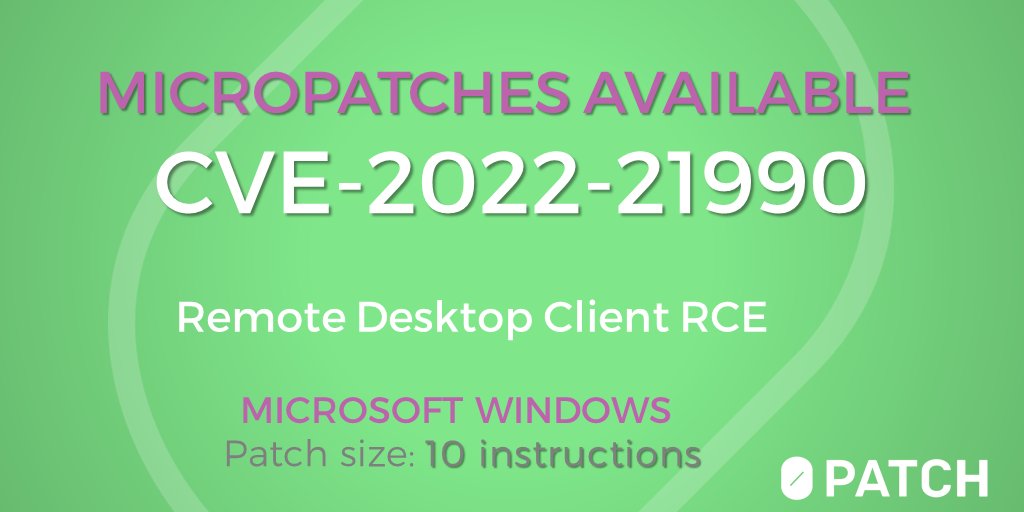 MICROPATCHES AVAILABLE
CVE-2022-21990
Remote Desktop Client RCE
MICROSOFT WINDOWS
Patch size: 10 instructions
0PATCH